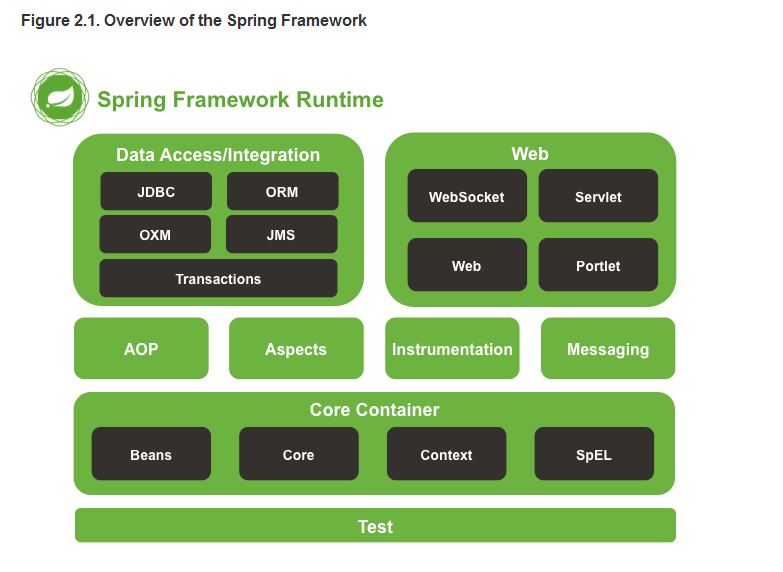 Figure 2.1. Overview of the Spring Framework
Spring Framework Runtime
Data Access/Integration
JDBC
ORM
OXM
JMS
Transactions
Web
WebSocket
Servlet
Web
Portlet
AOP
Aspects
Instrumentation
Messaging
Core Container
Beans
Core
Context
SpEL
Test